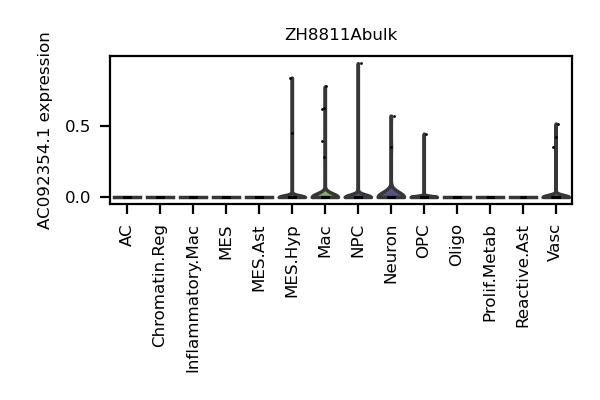 ZH8811Abulk
AC092354.1 expression
0.5
0.0
AC
Chromatin.Reg
Inflammatory.Mac
MES
MES.Ast
MES.Hyp
Mac
NPC
Neuron
OPC
Oligo
Prolif.Metab
Reactive.Ast
Vasc